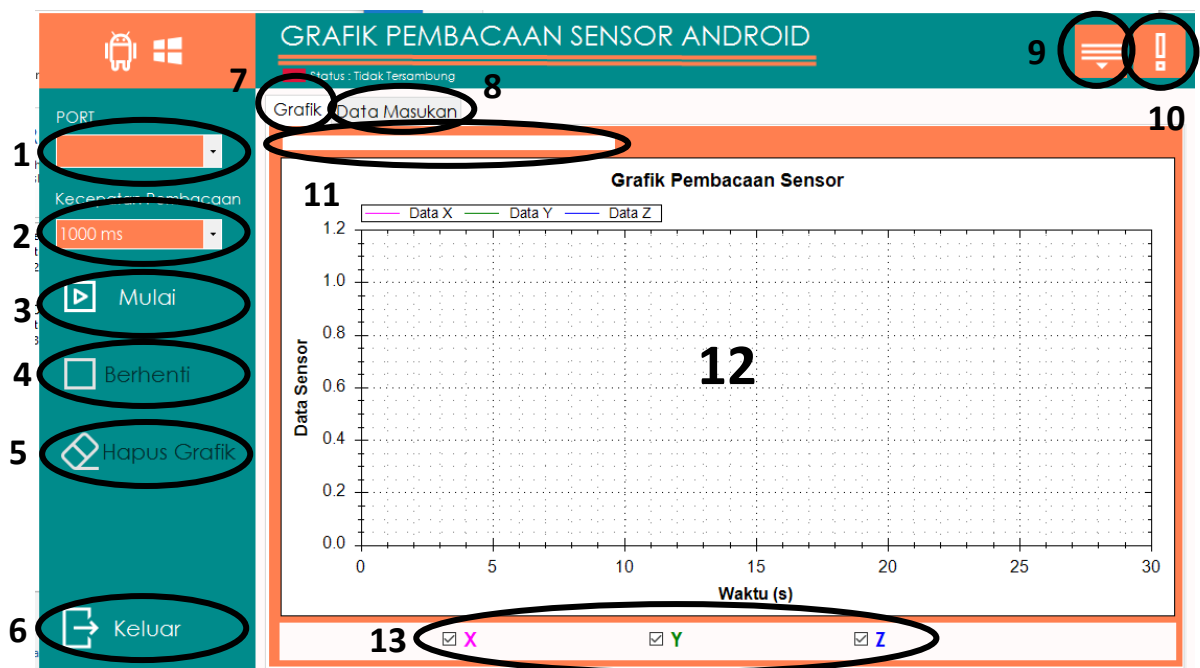 GRAFIK PEMBACAAN SENSOR ANDROID
Status : Tidak Tersambung
9
10
7
8
Grafik
Data Masukan
PORT
1
Kecepatan Pembacaan
2
1000 ms
3
Mulai
4
Berhenti
5
Hapus Grafik
6
Keluar
11
Grafik Pembacaan Sensor
Data X Data Y Data Z
1.2
1.0
0.8
0.6
0.4
0.2
0.0
Data Sensor
12
0 5 10 15 20 25 30
Waktu (s)
13
X Y Z